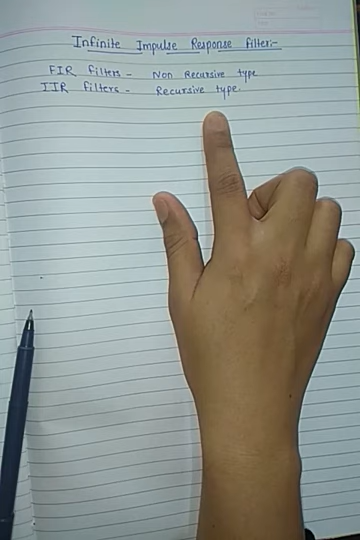 Infinite Impulse Response filter:-
FIR filters - Non Recursive type
IIR filters - Recursive type.